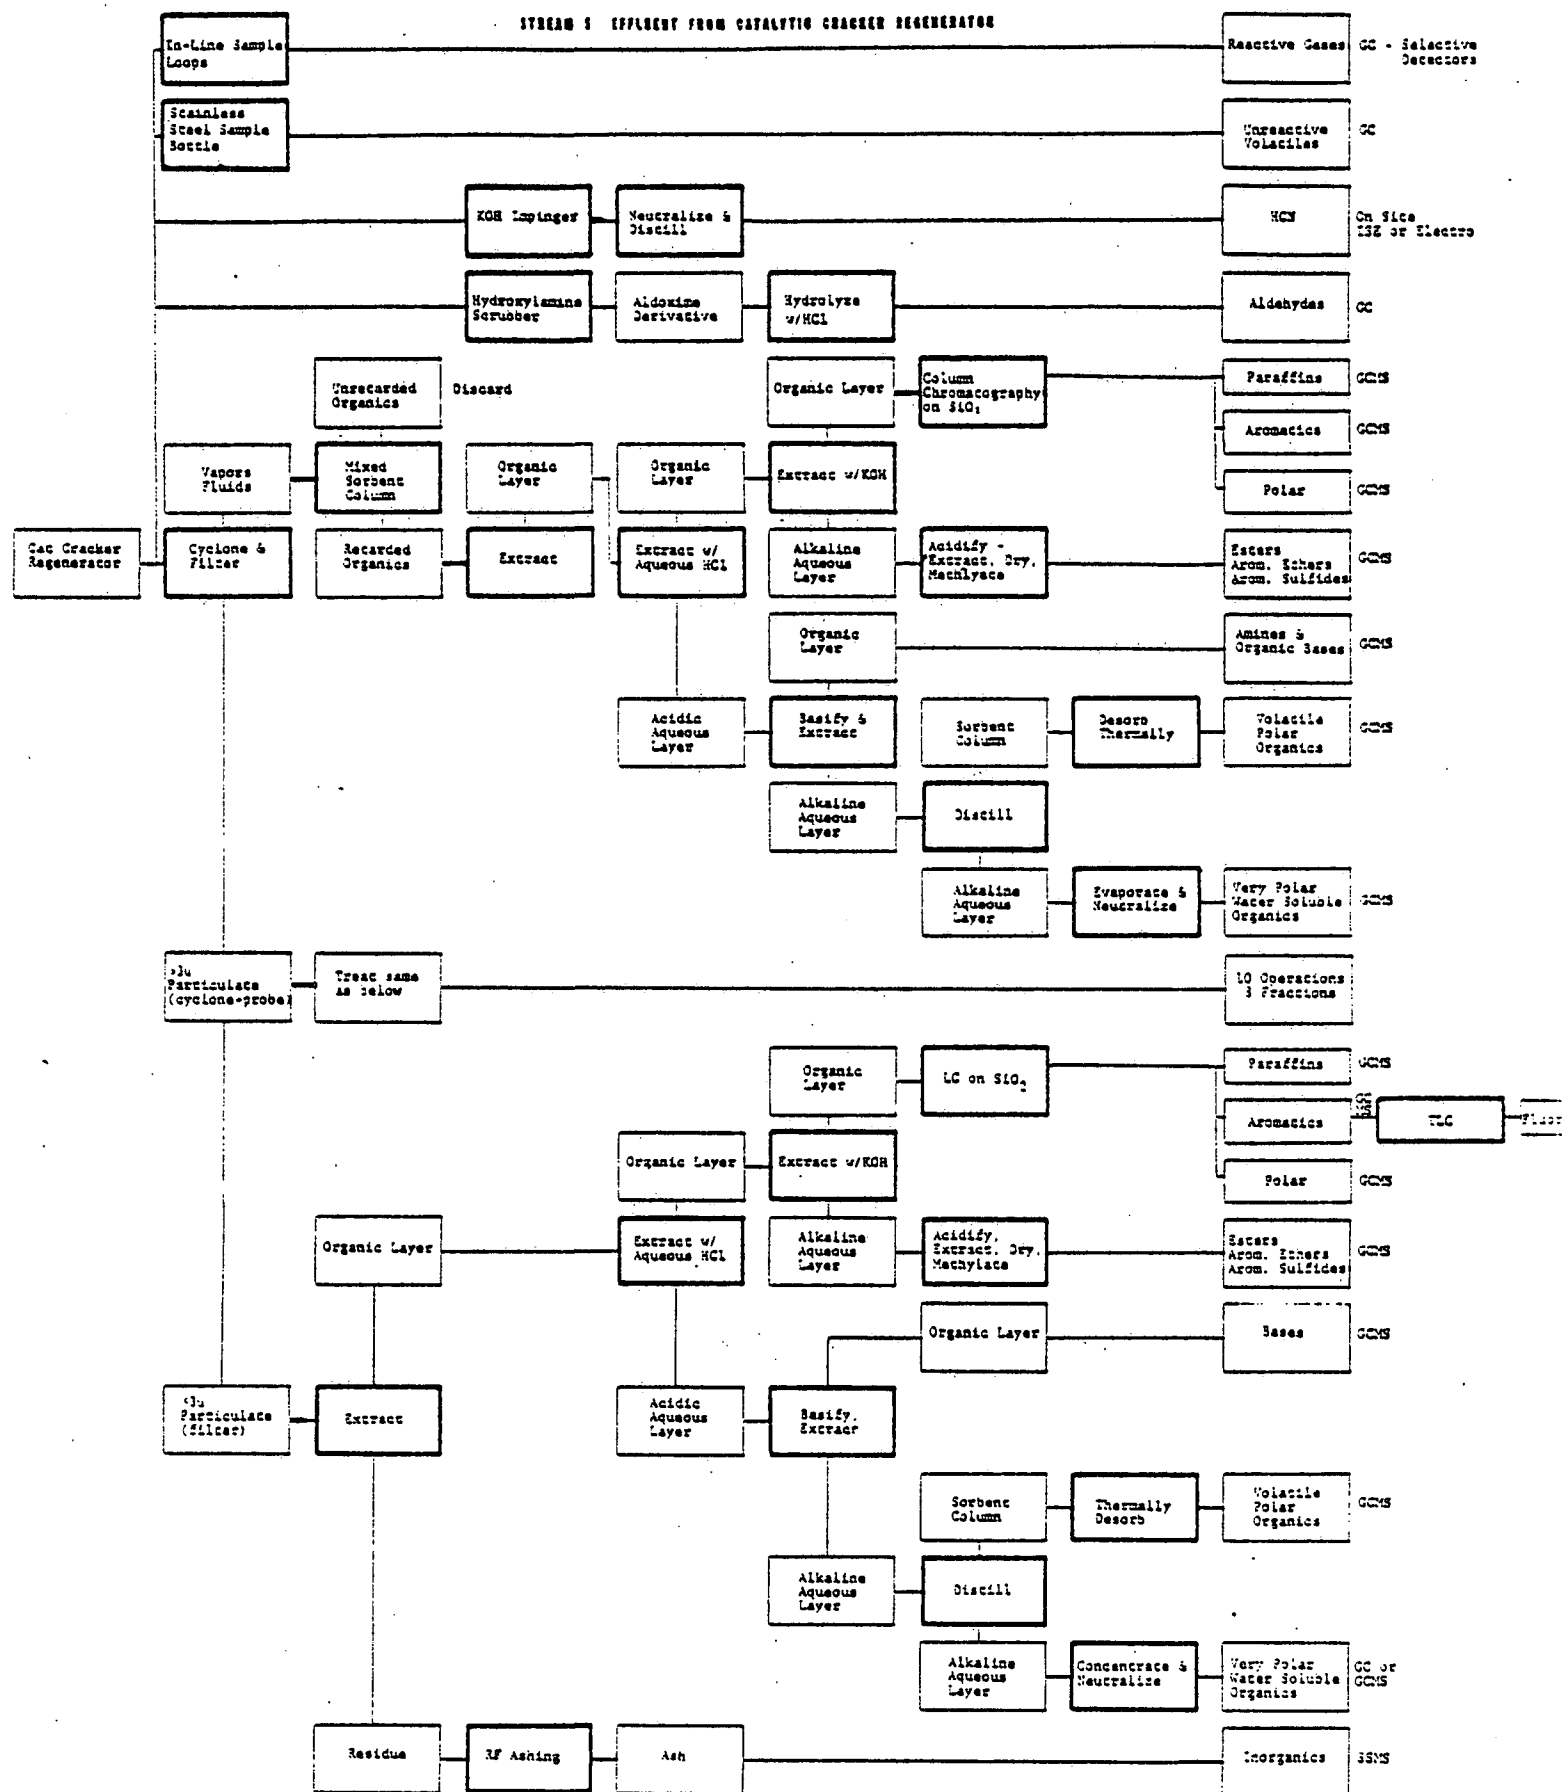 STREAM 5 EFFLUENT FROM CATALYTIC CRACKER REGENERATOR
In-Line Sample
Loops
Reactive Gases
GC - Selective
Detectors
Stainless
Steel Sample
Bottle
Unreactive
Volatiles
GC
KOH Impinger
Neutralize &
Distill
HCN
On Site
ISE or Electro
Hydroxylamine
Scrubber
Aldoxime
Derivative
Hydrolyze
w/HCl
Aldehydes
GC
Unretarded
Organics
Discard
Organic Layer
Column
Chromatography
on SiO₂
Paraffins
GCMS
Aromatics
GCMS
Vapors
Fluids
Mixed
Sorbent
Column
Organic
Layer
Organic
Layer
Extract w/KOH
Polar
GCMS
Cat Cracker
Regenerator
Cyclone &
Filter
Retarded
Organics
Extract
Extract w/
Aqueous HCl
Alkaline
Aqueous
Layer
Acidify -
Extract, Dry,
Methlyate
Esters
Arom. Ethers
Arom. Sulfides
GCMS
Organic
Layer
Amines &
Organic Bases
GCMS
Acidic
Aqueous
Layer
Basify &
Extract
Sorbent
Column
Desorb
Thermally
Volatile
Polar
Organics
GCMS
Alkaline
Aqueous
Layer
Distill
Alkaline
Aqueous
Layer
Evaporate &
Neutralize
Very Polar
Water Soluble
Organics
GCMS
Particulate
(cyclone-probe)
Treat same
as below
10 Operations
8 Fractions
Organic
Layer
LC on SiO₂
Paraffins
GCMS
Aromatics
TLC
Fluor
Organic Layer
Extract w/KOH
Polar
GCMS
Organic Layer
Extract w/
Aqueous HCl
Alkaline
Aqueous
Layer
Acidify,
Extract, Dry,
Methylate
Esters
Arom. Ethers
Arom. Sulfides
GCMS
Organic Layer
Bases
GCMS
<3u
Particulate
(filter)
Extract
Acidic
Aqueous
Layer
Basify,
Extract
Sorbent
Column
Thermally
Desorb
Volatile
Polar
Organics
GCMS
Alkaline
Aqueous
Layer
Distill
Alkaline
Aqueous
Layer
Concentrate &
Neutralize
Very Polar
Water Soluble
Organics
GC or
GCMS
Residue
RF Ashing
Ash
Inorganics
SSMS